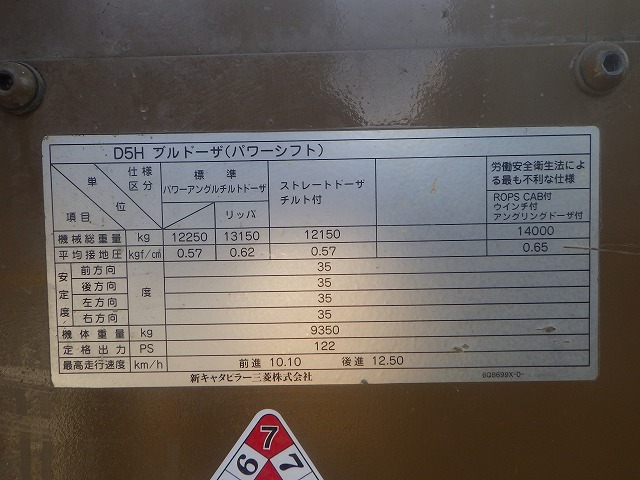 D5H ブルドーザ(パワーシフト)
単位 仕様区分 項目
標準
パワーアングルチルトドーザ
リッパ
ストレートドーザ
チルト付
労働安全衛生法によ
る最も不利な仕様
ROPS CAB付
ウインチ付
アングリングドーザ付
機械総重量 kg 12250 13150 12150 14000
平均接地圧 kgf/cm 0.57 0.62 0.57 0.65
安定度 前方向 度 35
後方向 35
左方向 35
右方向 35
機体重量 kg 9350
定格出力 PS 122
最高走行速度 km/h 前進 10.10 後進 12.50
新キャタピラー三菱株式会社
7
6 7